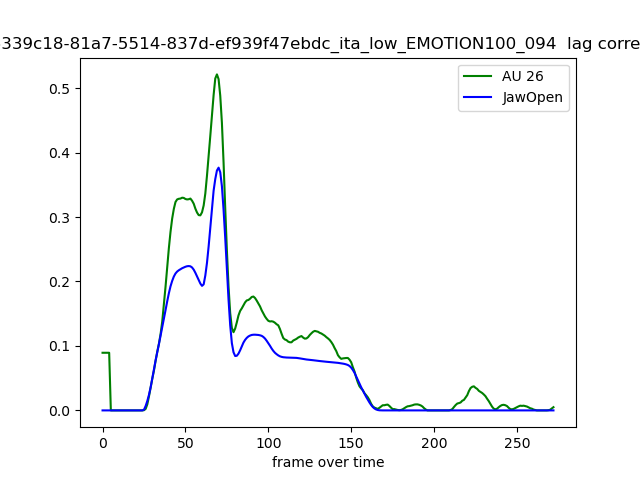 339c18-81a7-5514-837d-ef939f47ebdc_ita_low_EMOTION100_094 lag corre
AU 26
JawOpen
0.5
0.4
0.3
0.2
0.1
0.0
0 50 100 150 200 250
frame over time